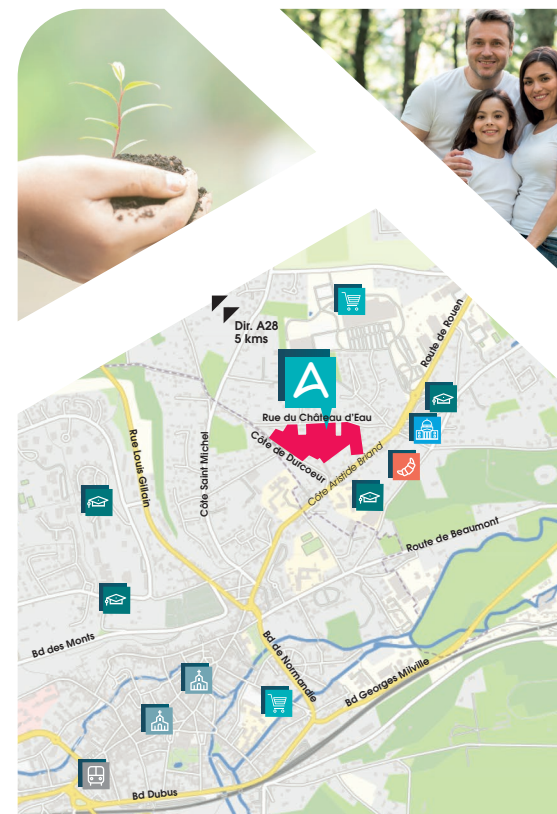 Dir. A28
5 kms
Route de Rouen
Rue du Château d'Eau
Côte de Durcoeur
Côte Aristide Briand
Rue Louis Gillain
Côte Saint Michel
Route de Beaumont
Bd des Monts
Bd de Normandie
Bd Georges Milville
Bd Dubus